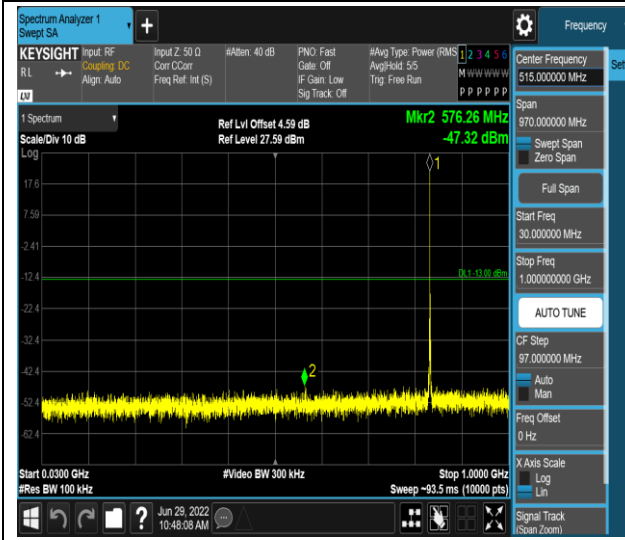 Spectrum Analyzer 1
Swept SA
+
Frequency
KEYSIGHT
RL
LXI
Input: RF
Coupling: DC
Align: Auto
Input Z: 50 Ω
Corr CCorr
Freq Ref: Int (S)
#Atten: 40 dB
PNO: Fast
Gate: Off
IF Gain: Low
Sig Track: Off
#Avg Type: Power (RMS
Avg|Hold: 5/5
Trig: Free Run
1 2 3 4 5 6
M W W W W W
P P P P P P
1 Spectrum
Scale/Div 10 dB
Ref Lvl Offset 4.59 dB
Ref Level 27.59 dBm
Mkr2 576.26 MHz
-47.32 dBm
Log
1
17.6
7.59
-2.41
-12.4
DL1 -13.00 dBm
-22.4
-32.4
-42.4
2
-52.4
-62.4
Start 0.0300 GHz
#Res BW 100 kHz
#Video BW 300 kHz
Stop 1.0000 GHz
Sweep ~93.5 ms (10000 pts)
?
Jun 29, 2022
10:48:08 AM
Center Frequency
515.000000 MHz
Set
Span
970.000000 MHz
Swept Span
Zero Span
Full Span
Start Freq
30.000000 MHz
Stop Freq
1.000000000 GHz
AUTO TUNE
CF Step
97.000000 MHz
Auto
Man
Freq Offset
0 Hz
X Axis Scale
Log
Lin
Signal Track
(Span Zoom)